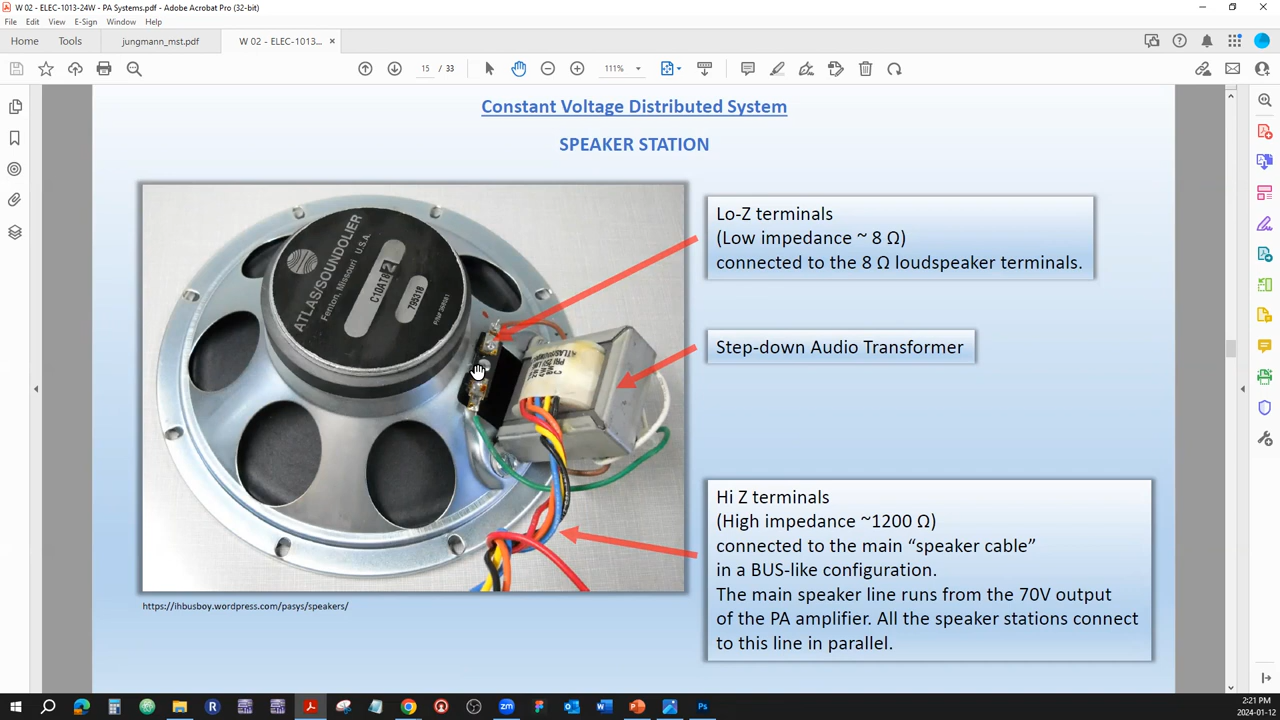 W 02 - ELEC-1013-24W - PA Systems.pdf - Adobe Acrobat Pro (32-bit)
File Edit View E-Sign Window Help
Home Tools jungmann_mst.pdf W 02 - ELEC-1013... ×
15 / 33 111%
Constant Voltage Distributed System
SPEAKER STATION
ATLAS/SOUNDOLIER
Fenton, Missouri U.S.A.
C10AT
2
799318
Lo-Z terminals
(Low impedance ~ 8 Ω)
connected to the 8 Ω loudspeaker terminals.
Step-down Audio Transformer
Hi Z terminals
(High impedance ~1200 Ω)
connected to the main “speaker cable”
in a BUS-like configuration.
The main speaker line runs from the 70V output
of the PA amplifier. All the speaker stations connect
to this line in parallel.
https://ihbusboy.wordpress.com/pasys/speakers/
2:21 PM
2024-01-12